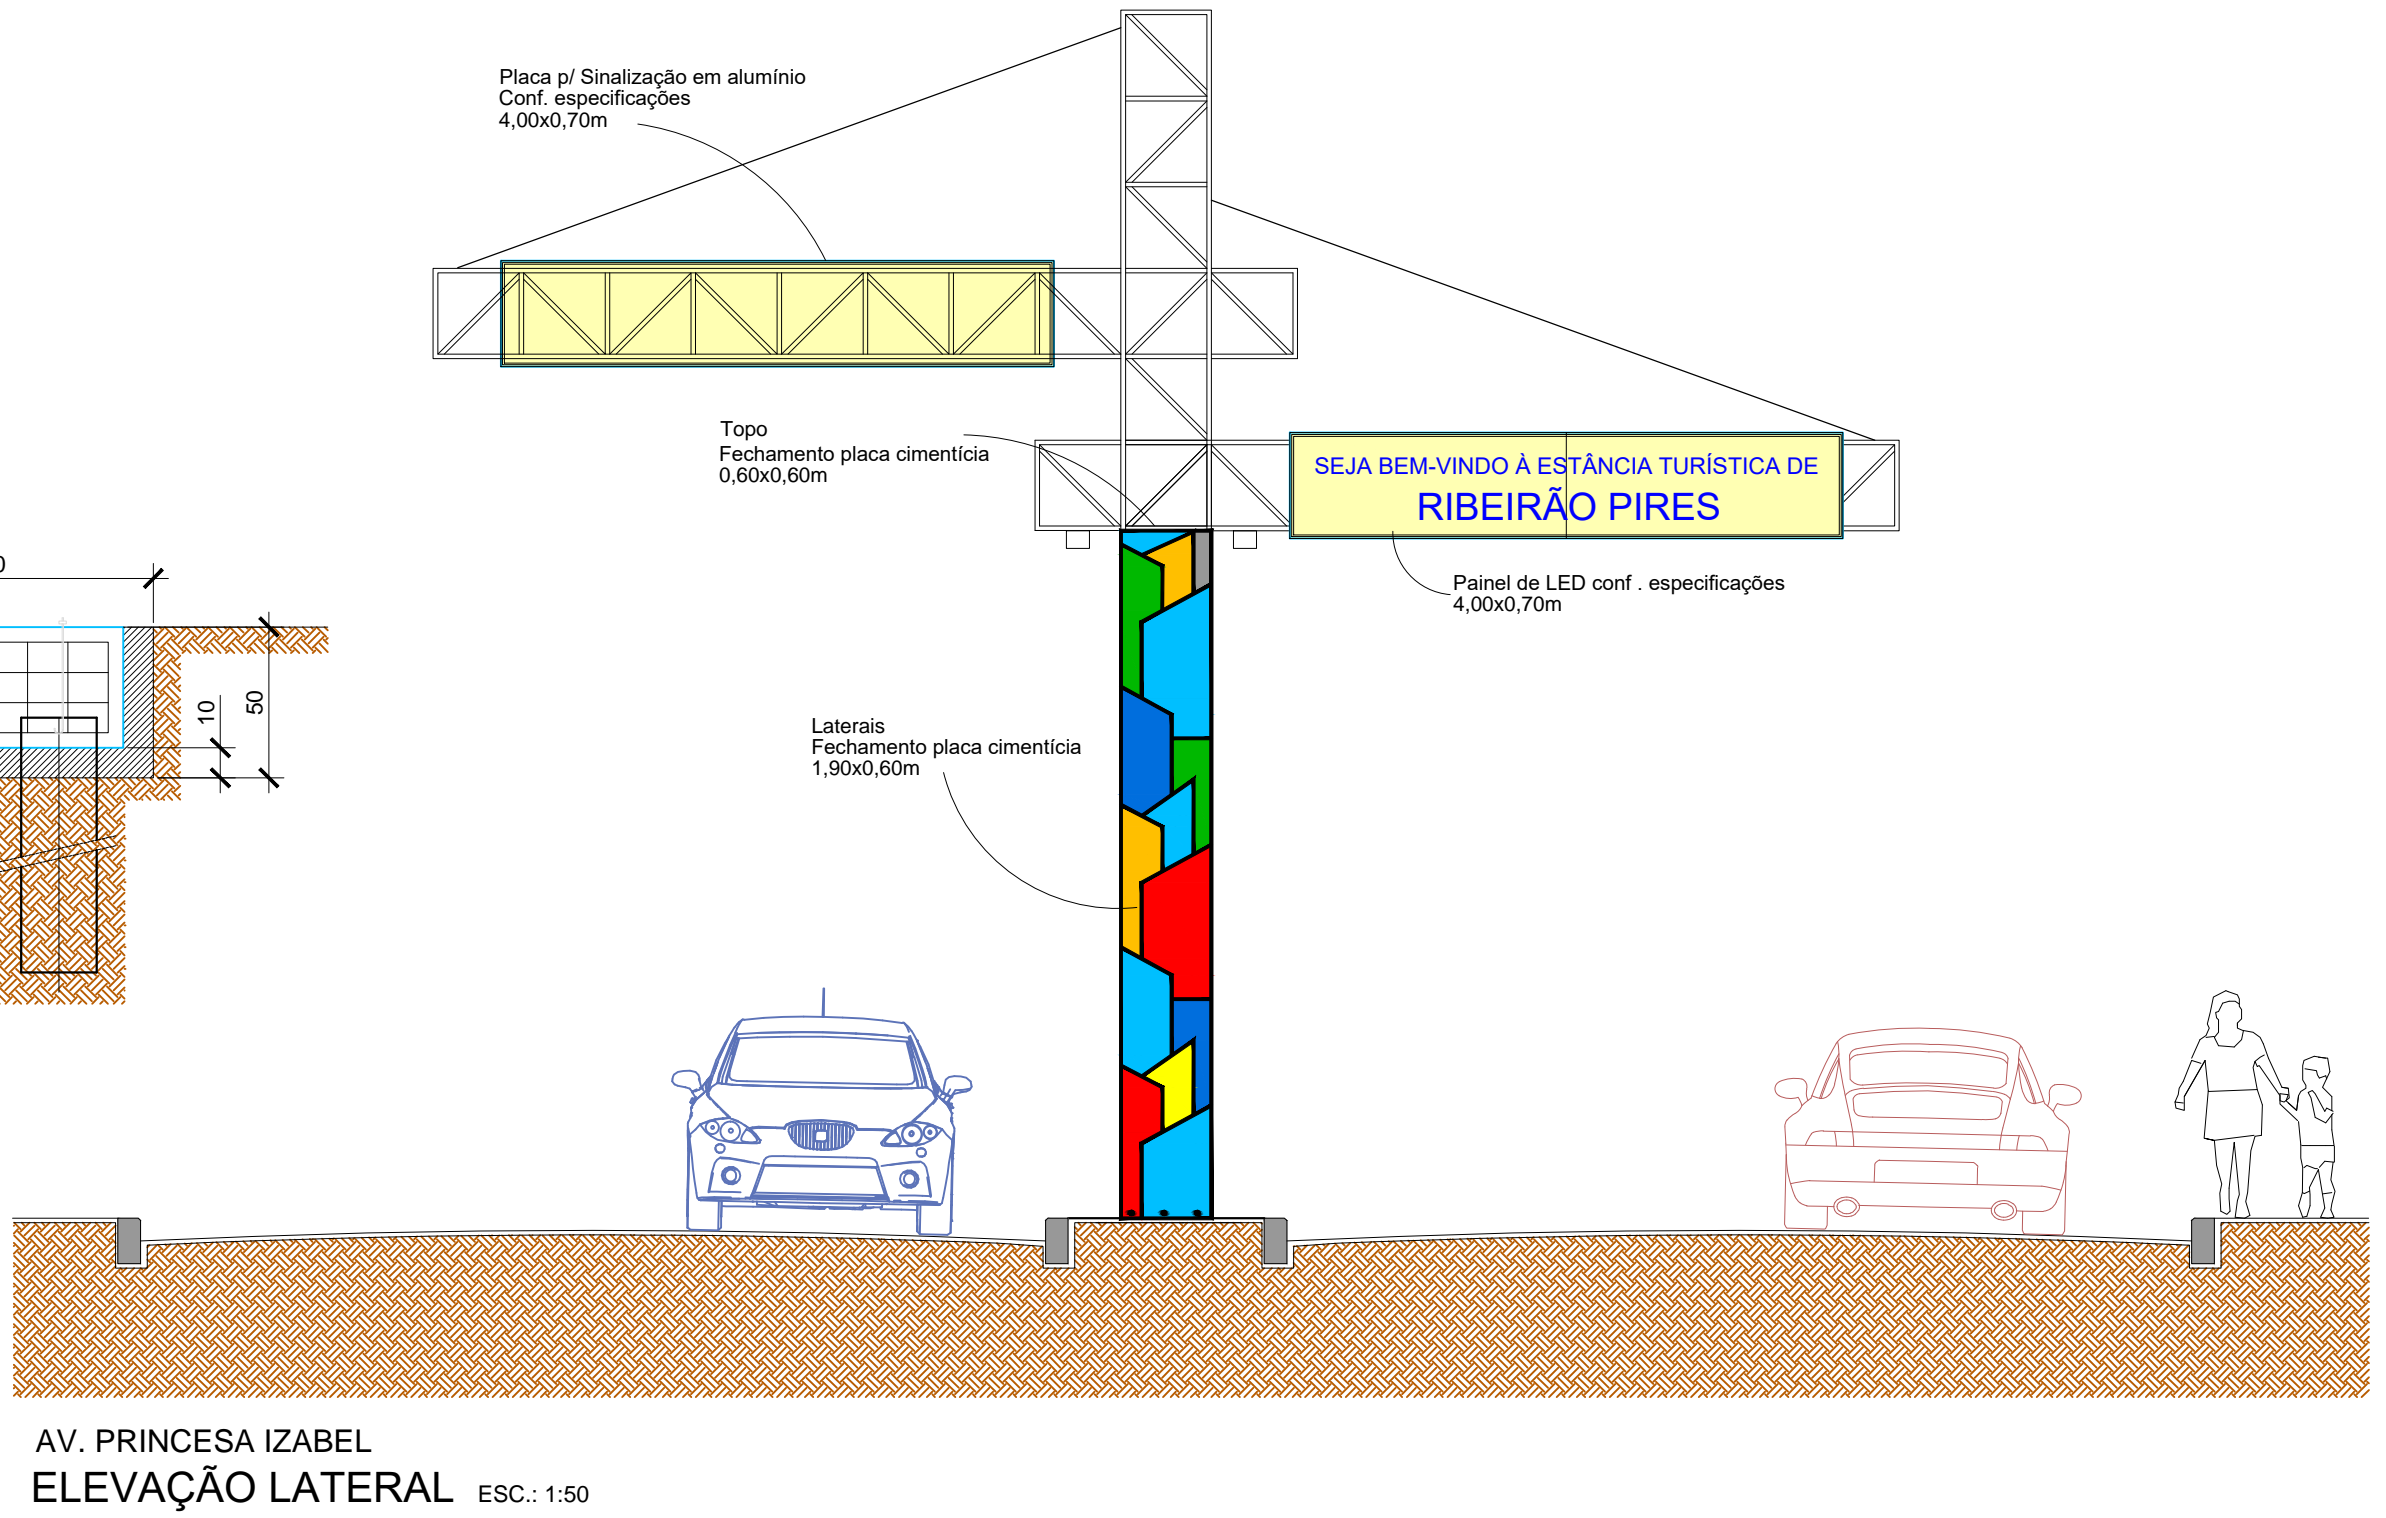 Placa p/ Sinalização em alumínio
Conf. especificações
4,00x0,70m
Topo
Fechamento placa cimentícia
0,60x0,60m
SEJA BEM-VINDO À ESTÂNCIA TURÍSTICA DE
RIBEIRÃO PIRES
Painel de LED conf . especificações
4,00x0,70m
0
10
50
Laterais
Fechamento placa cimentícia
1,90x0,60m
AV. PRINCESA IZABEL
ELEVAÇÃO LATERAL ESC.: 1:50